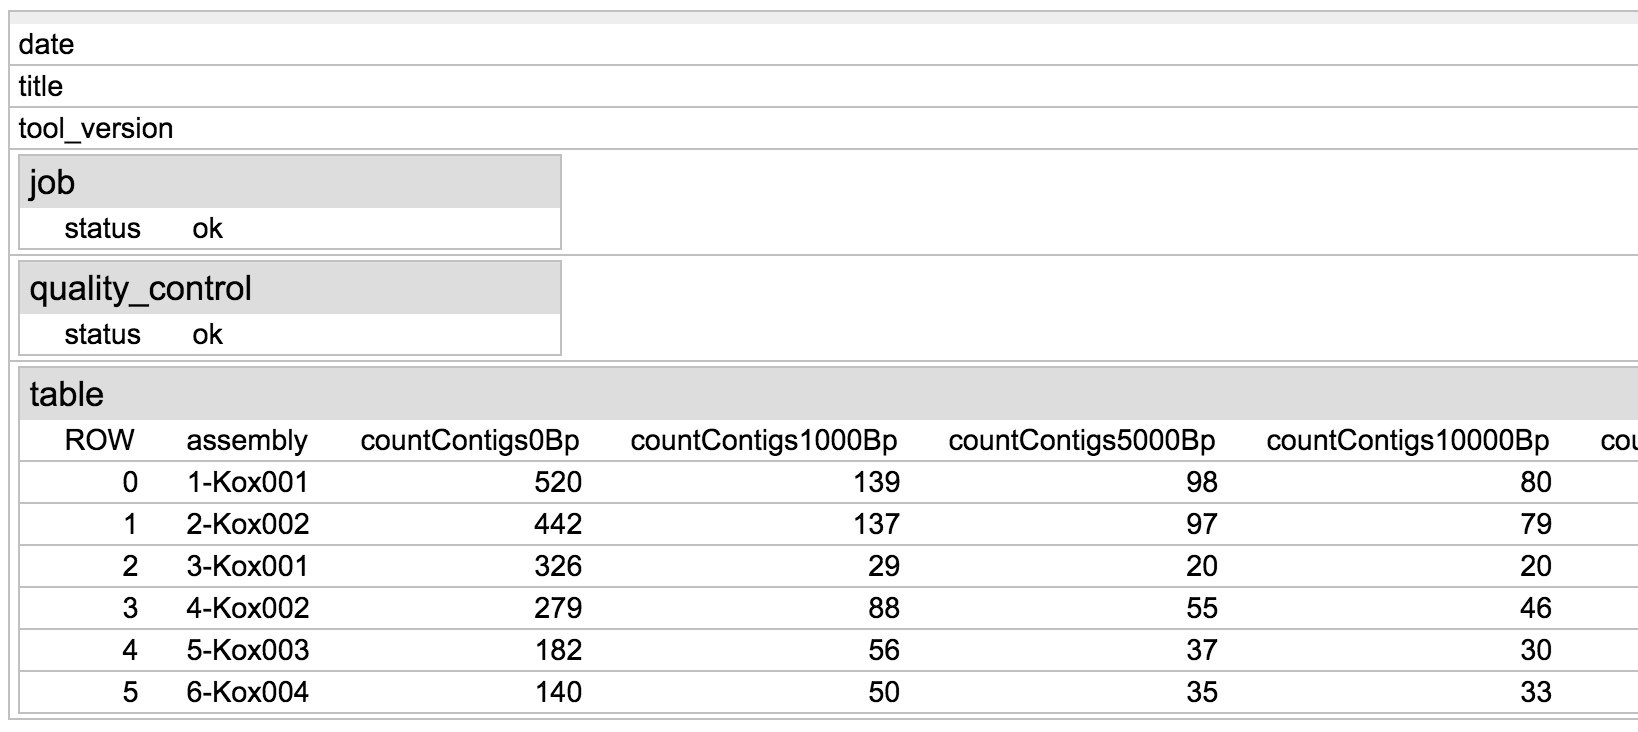 date
title
tool_version
job
status ok
quality_control
status ok
table
ROW assembly countContigs0Bp countContigs1000Bp countContigs5000Bp countContigs10000Bp
0 1-Kox001 520 139 98 80
1 2-Kox002 442 137 97 79
2 3-Kox001 326 29 20 20
3 4-Kox002 279 88 55 46
4 5-Kox003 182 56 37 30
5 6-Kox004 140 50 35 33